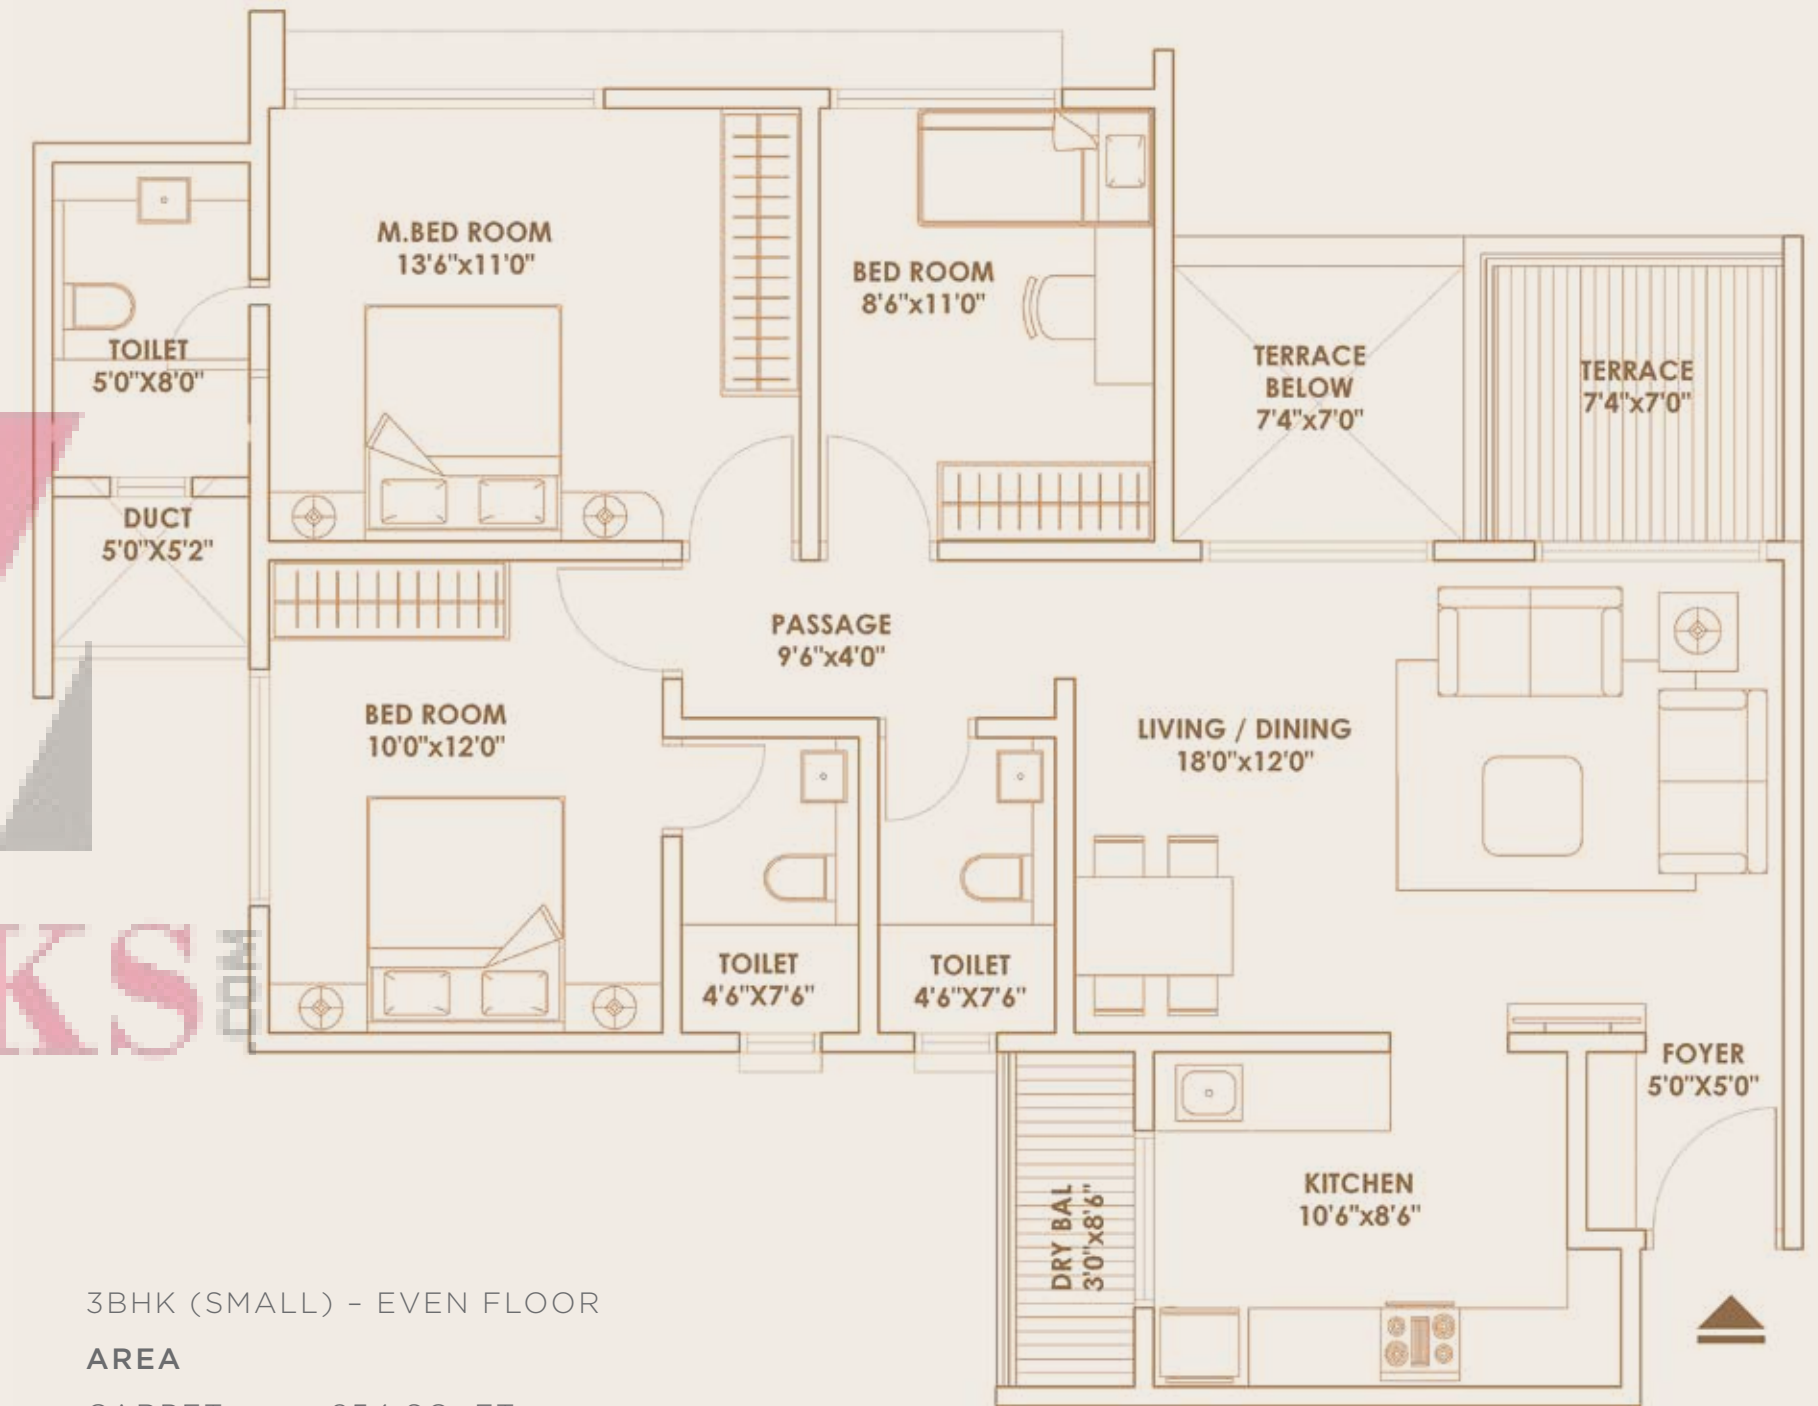 M.BED ROOM
13'6"x11'0"
BED ROOM
8'6"x11'0"
TOILET
5'0"X8'0"
TERRACE
BELOW
7'4"x7'0"
TERRACE
7'4"x7'0"
DUCT
5'0"X5'2"
PASSAGE
9'6"x4'0"
BED ROOM
10'0"x12'0"
LIVING / DINING
18'0"x12'0"
TOILET
4'6"X7'6"
TOILET
4'6"X7'6"
KS
COM
FOYER
5'0"X5'0"
KITCHEN
10'6"x8'6"
DRY BAL
3'0"x8'6"
3BHK (SMALL) – EVEN FLOOR
AREA